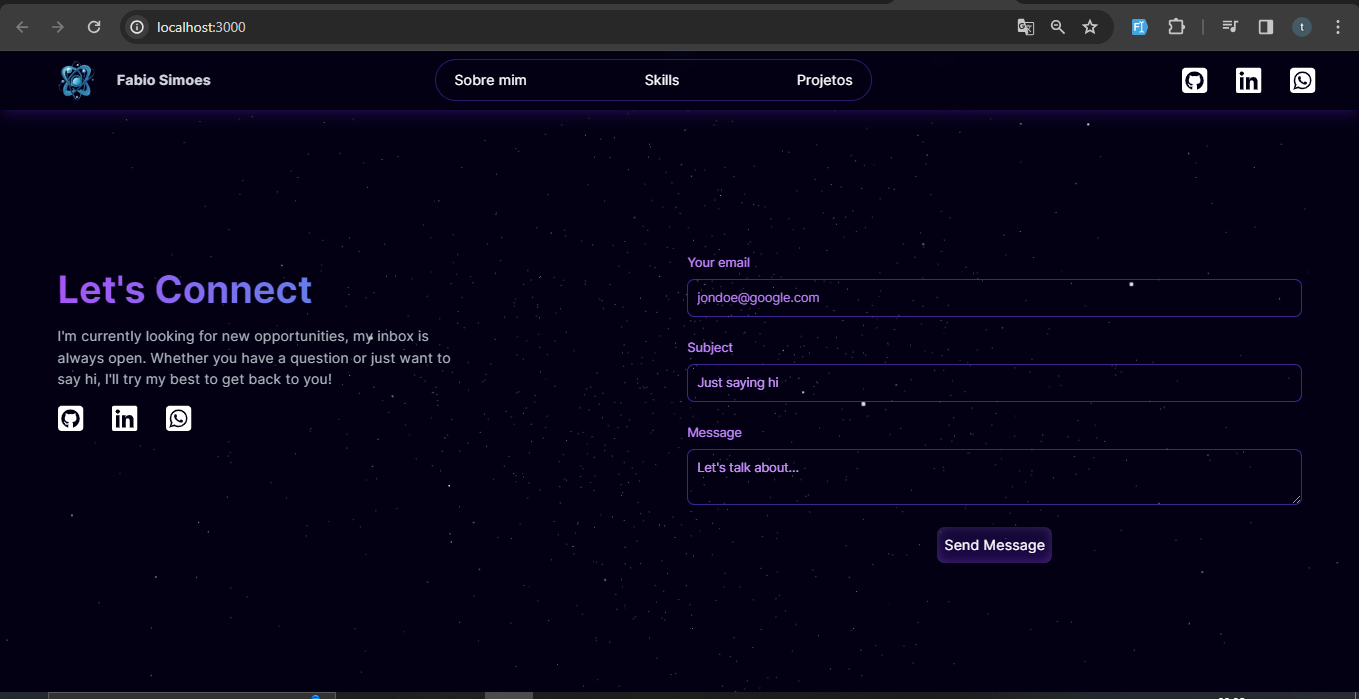 localhost:3000
t
Fabio Simoes
Sobre mim
Skills
Projetos
in
Let's Connect
I'm currently looking for new opportunities, my inbox is
always open. Whether you have a question or just want to
say hi, I'll try my best to get back to you!
in
Your email
jondoe@google.com
Subject
Just saying hi
Message
Let's talk about...
Send Message